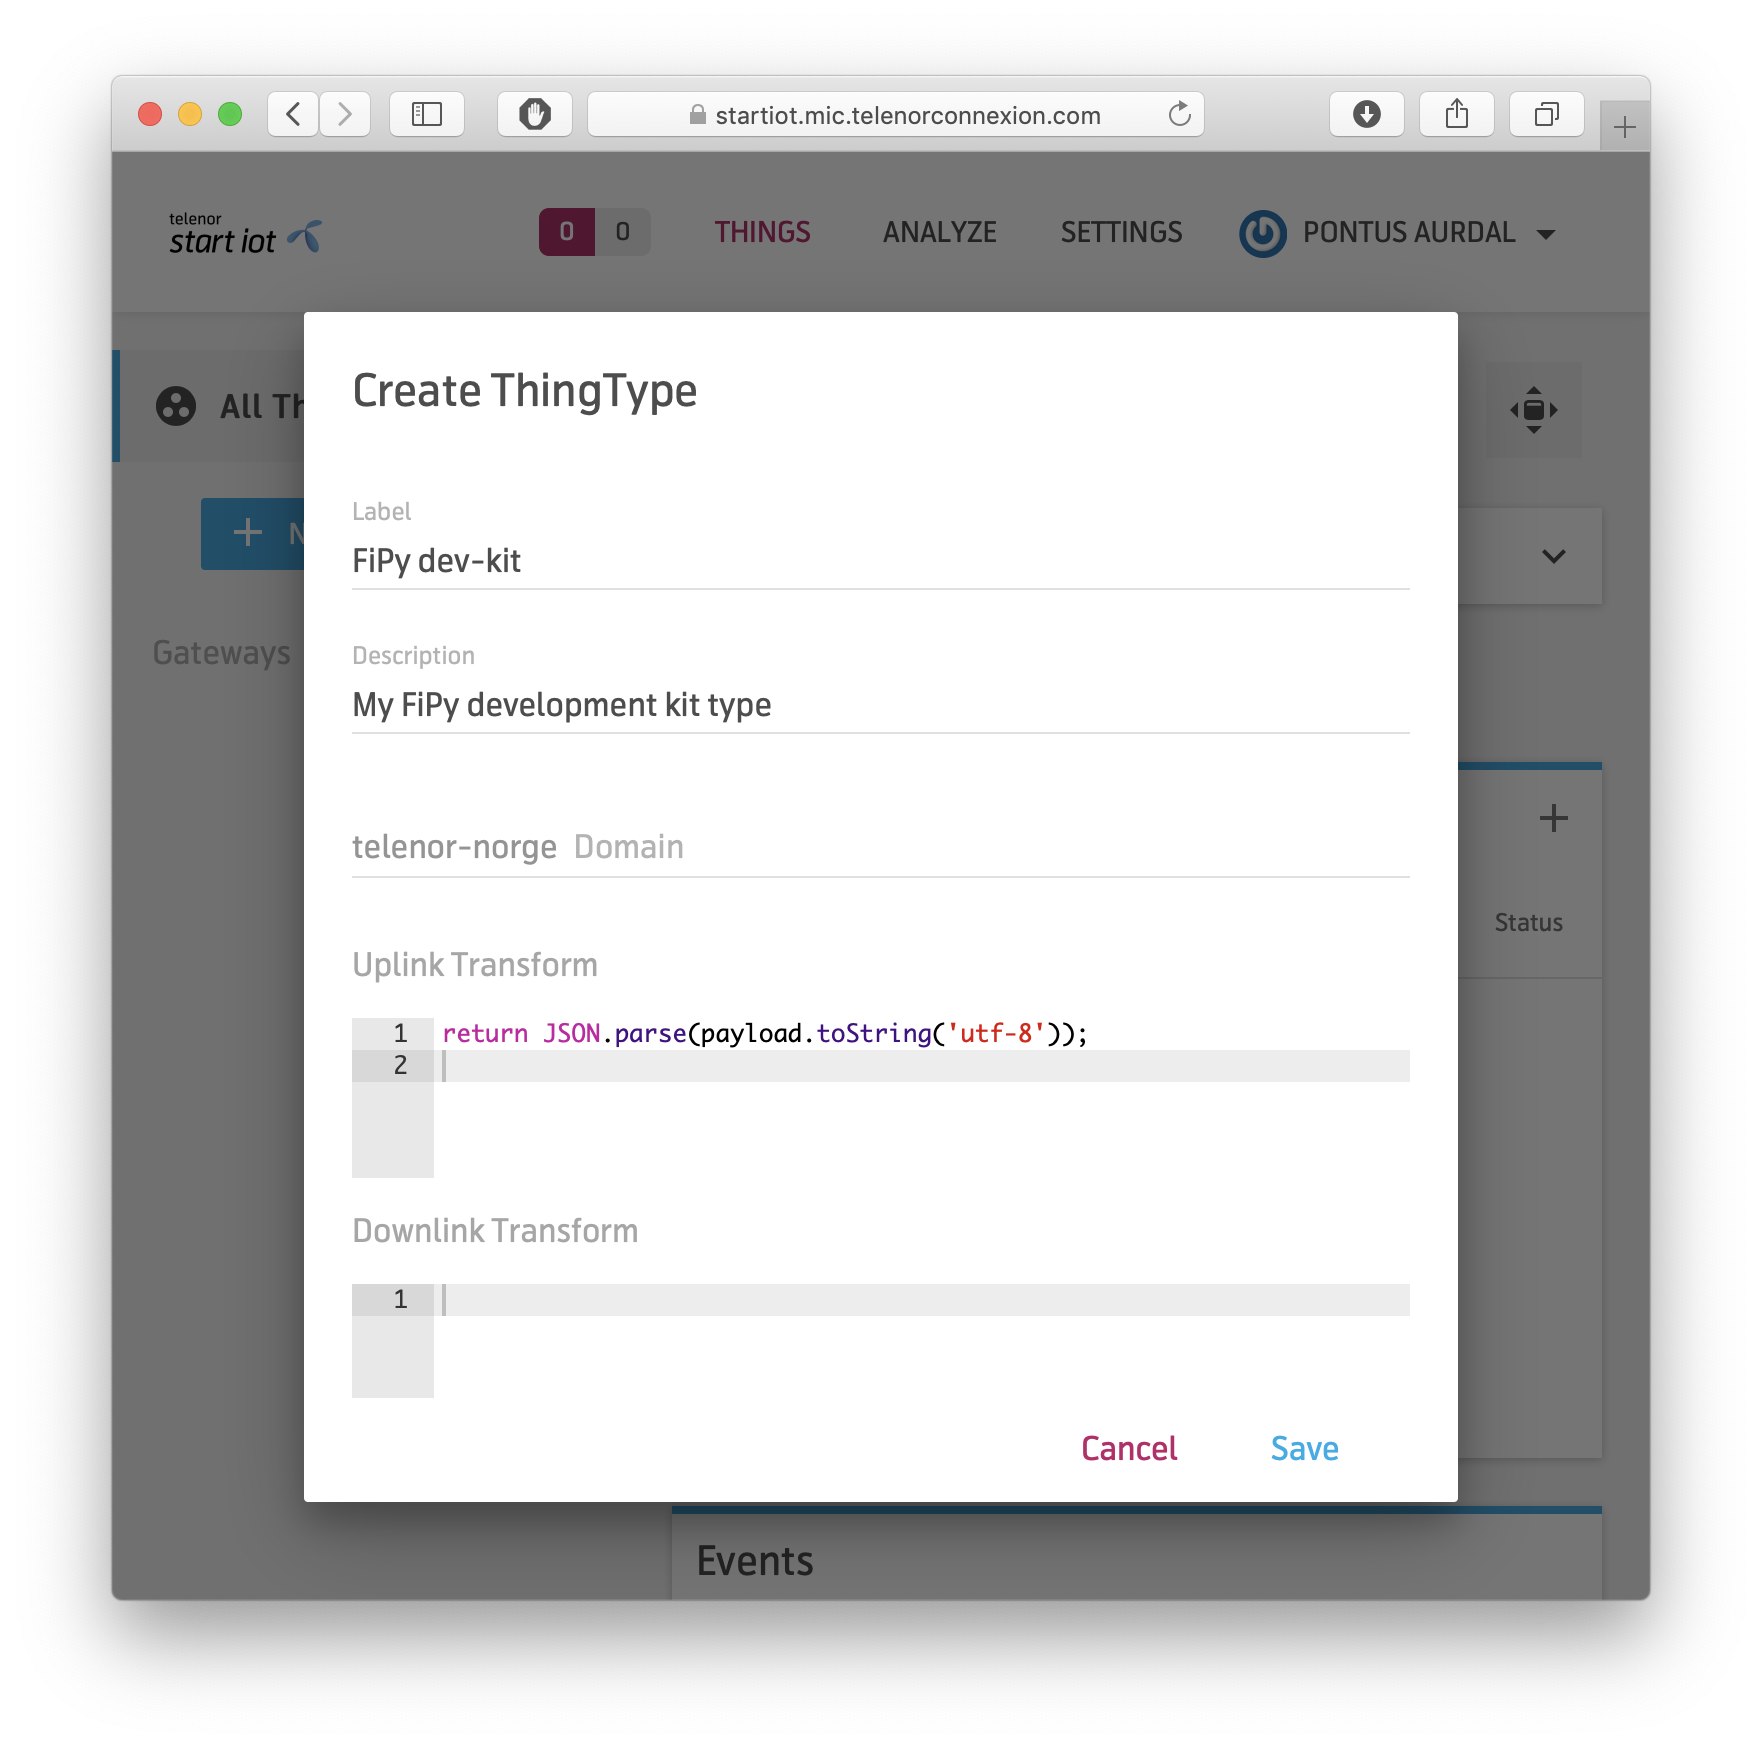 startiot.mic.telenorconnexion.com
telenor
start iot
0 0
THINGS
ANALYZE
SETTINGS
PONTUS AURDAL
All Th
N
Gateways
Create ThingType
Label
FiPy dev-kit
Description
My FiPy development kit type
telenor-norge Domain
Status
Uplink Transform
1 return JSON.parse(payload.toString('utf-8'));
2
Downlink Transform
1
Cancel
Save
Events